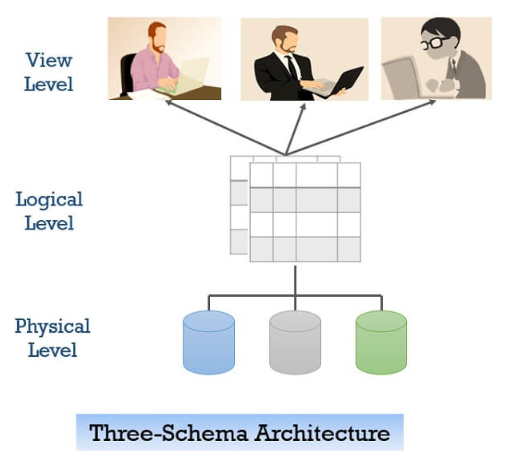 View
Level
Logical
Level
Physical
Level
Three-Schema Architecture